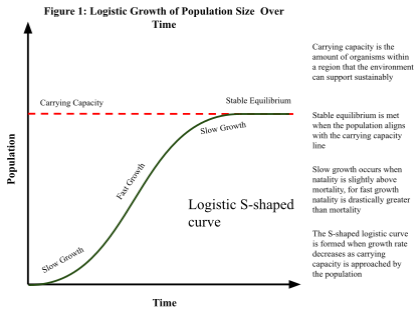 Figure 1: Logistic Growth of Population Size Over
Time
Carrying Capacity
Stable Equilibrium
Slow Growth
Fast Growth
Slow Growth
Logistic S-shaped
curve
Population
Time
Carrying capacity is the
amount of organisms within
a region that the environment
can support sustainably
Stable equilibrium is met
when the population aligns
with the carrying capacity
line
Slow growth occurs when
natality is slightly above
mortality, for fast growth
natality is drastically greater
than mortality
The S-shaped logistic curve
is formed when growth rate
decreases as carrying
capacity is approached by
the population